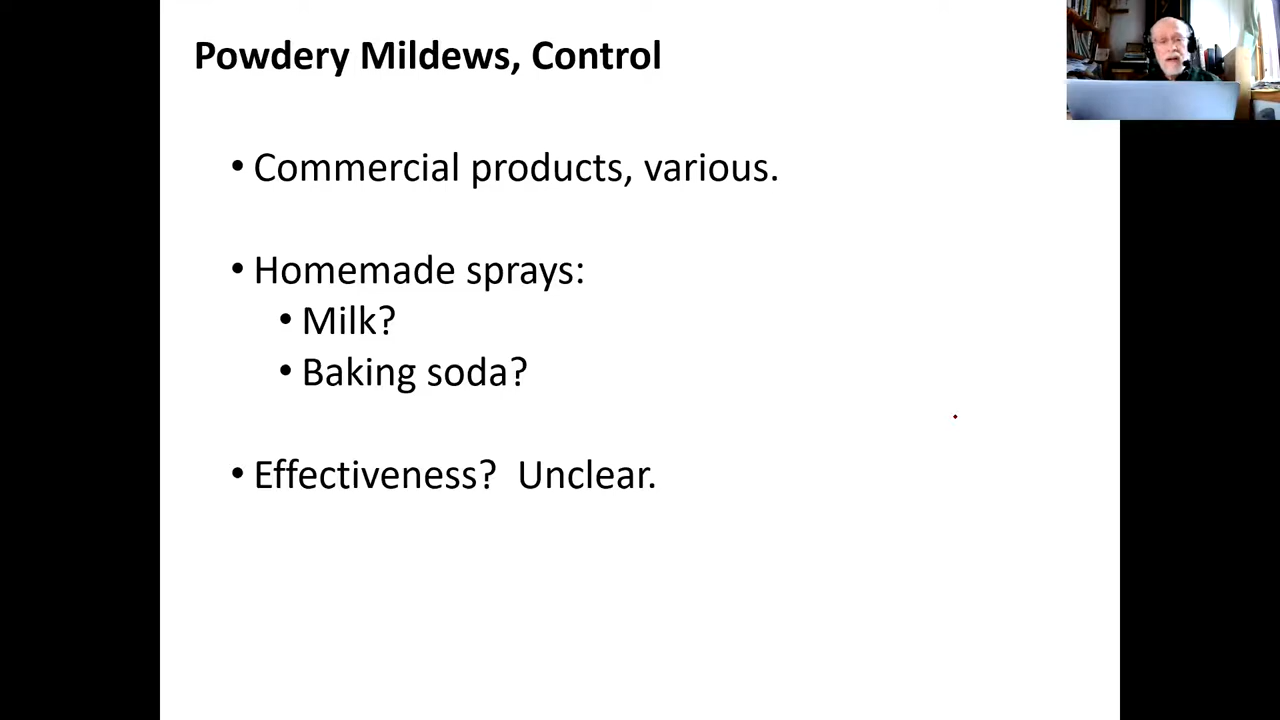 Powdery Mildews, Control
• Commercial products, various.
• Homemade sprays:
• Milk?
• Baking soda?
• Effectiveness?  Unclear.